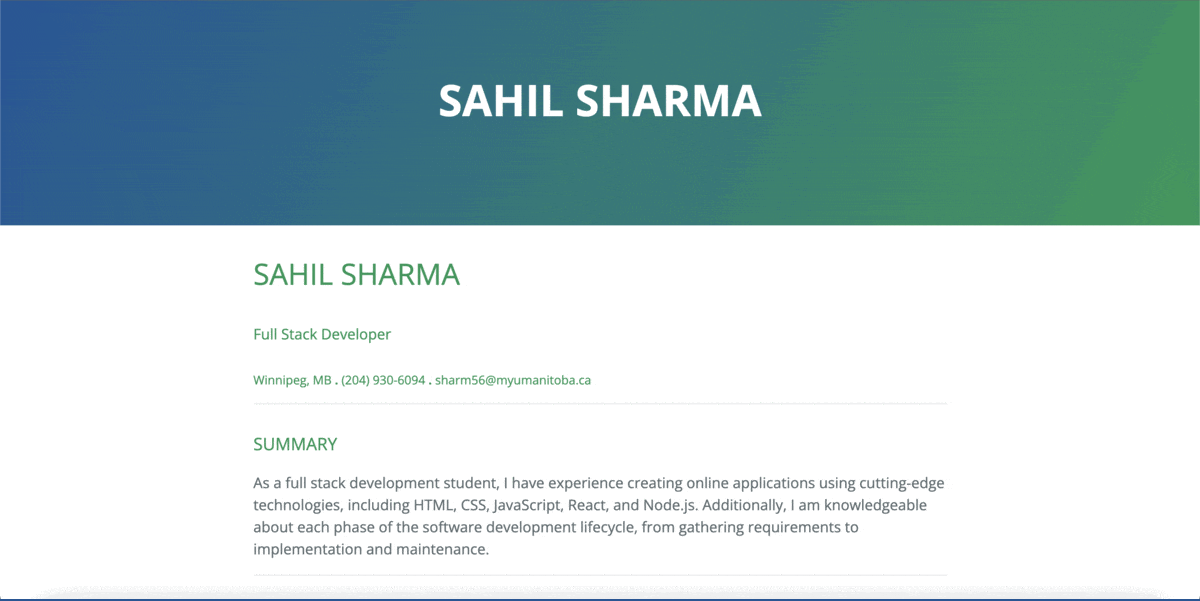 SAHIL SHARMA
SAHIL SHARMA
Full Stack Developer
Winnipeg, MB . (204) 930-6094 . sharm56@myumanitoba.ca
SUMMARY
As a full stack development student, I have experience creating online applications using cutting-edge
technologies, including HTML, CSS, JavaScript, React, and Node.js. Additionally, I am knowledgeable
about each phase of the software development lifecycle, from gathering requirements to
implementation and maintenance.